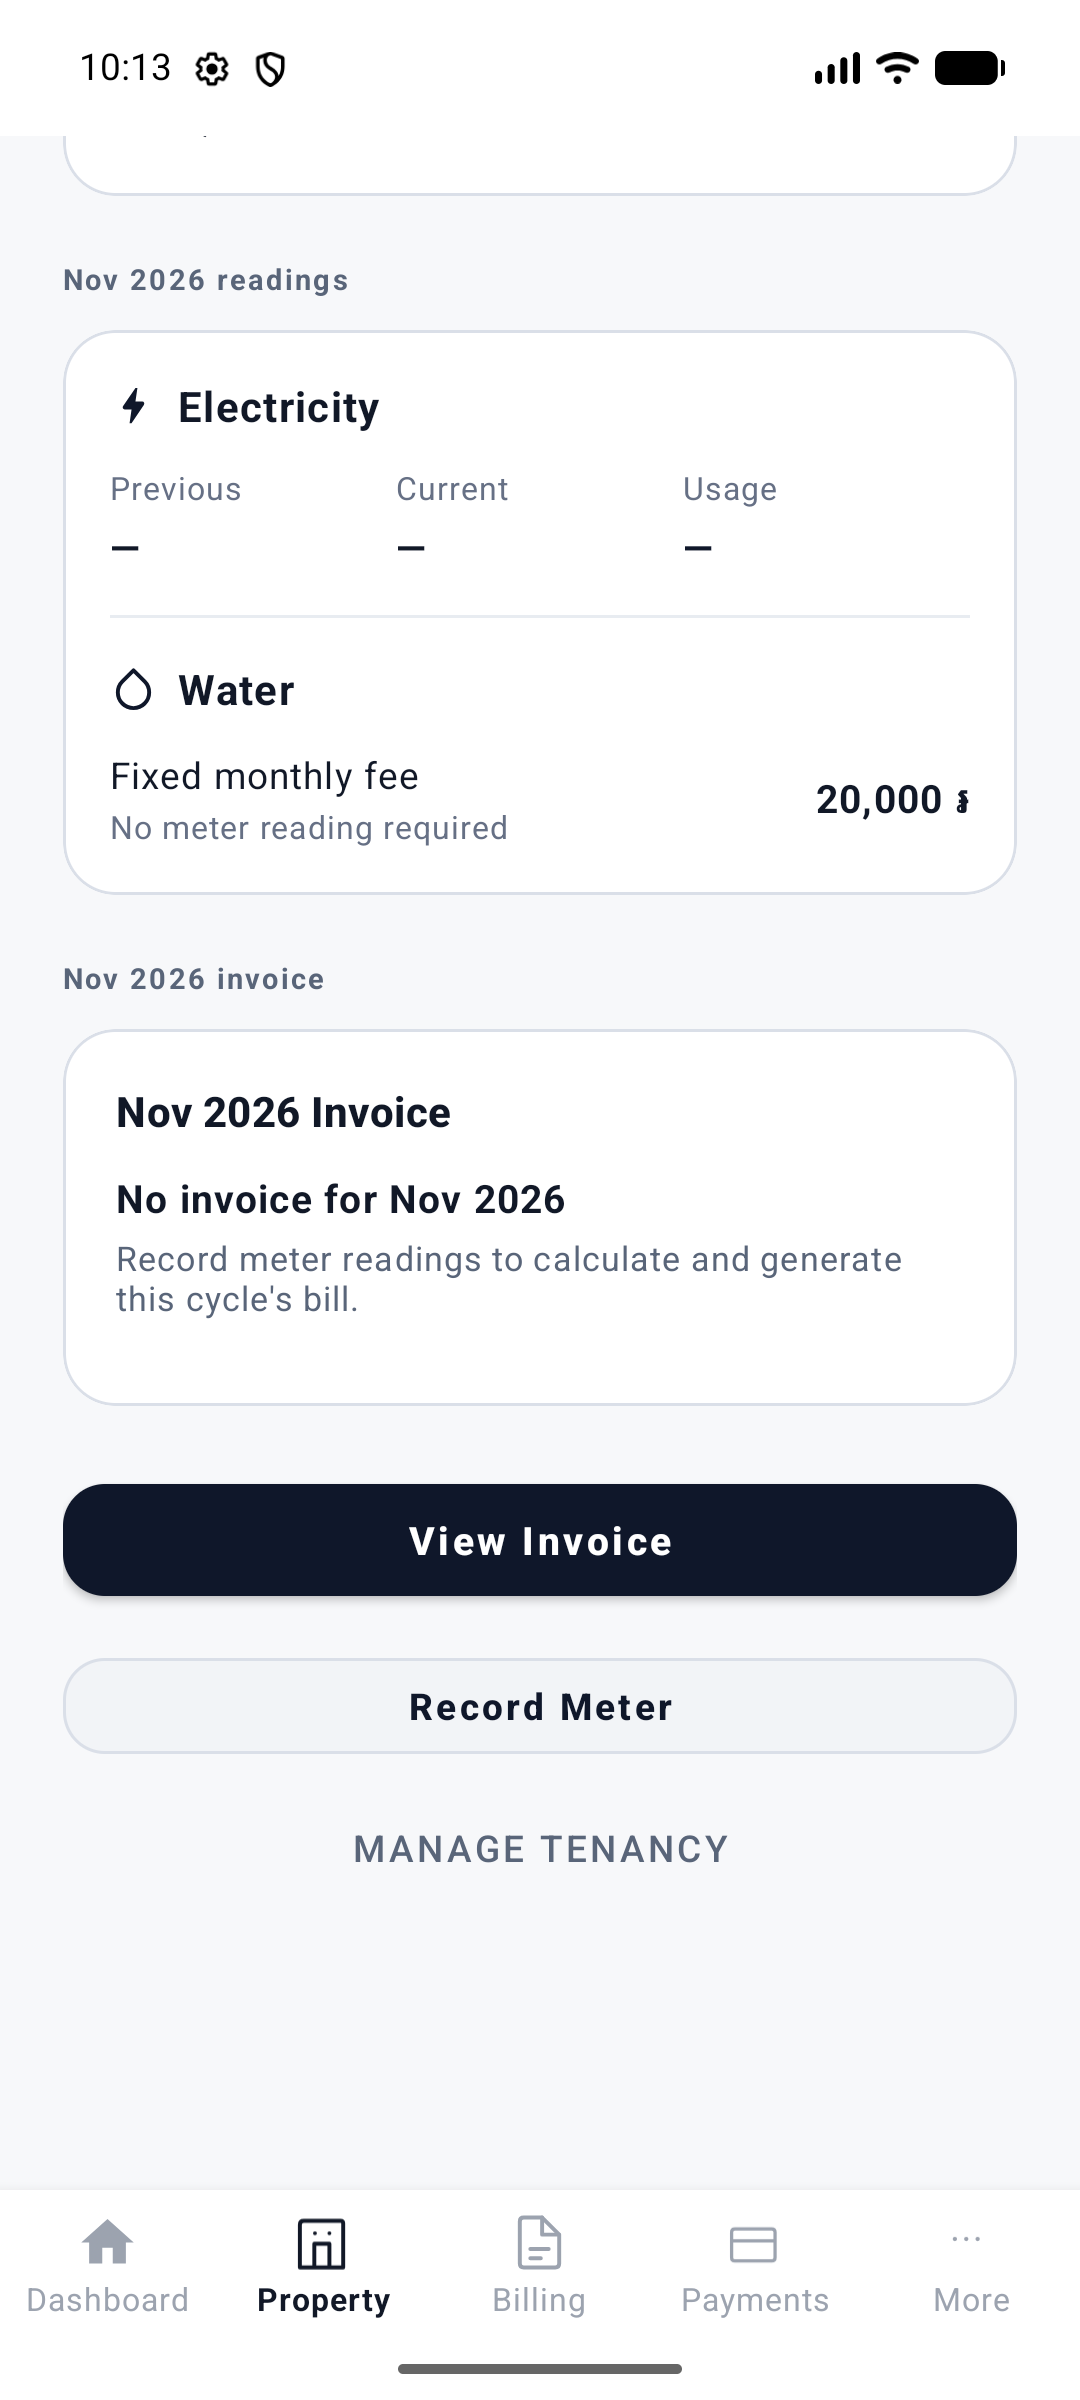 10:13
Nov 2026 readings
Electricity
Previous Current Usage
– – –
Water
Fixed monthly fee
20,000 ៛
No meter reading required
Nov 2026 invoice
Nov 2026 Invoice
No invoice for Nov 2026
Record meter readings to calculate and generate
this cycle's bill.
View Invoice
Record Meter
MANAGE TENANCY
Dashboard Property Billing Payments More